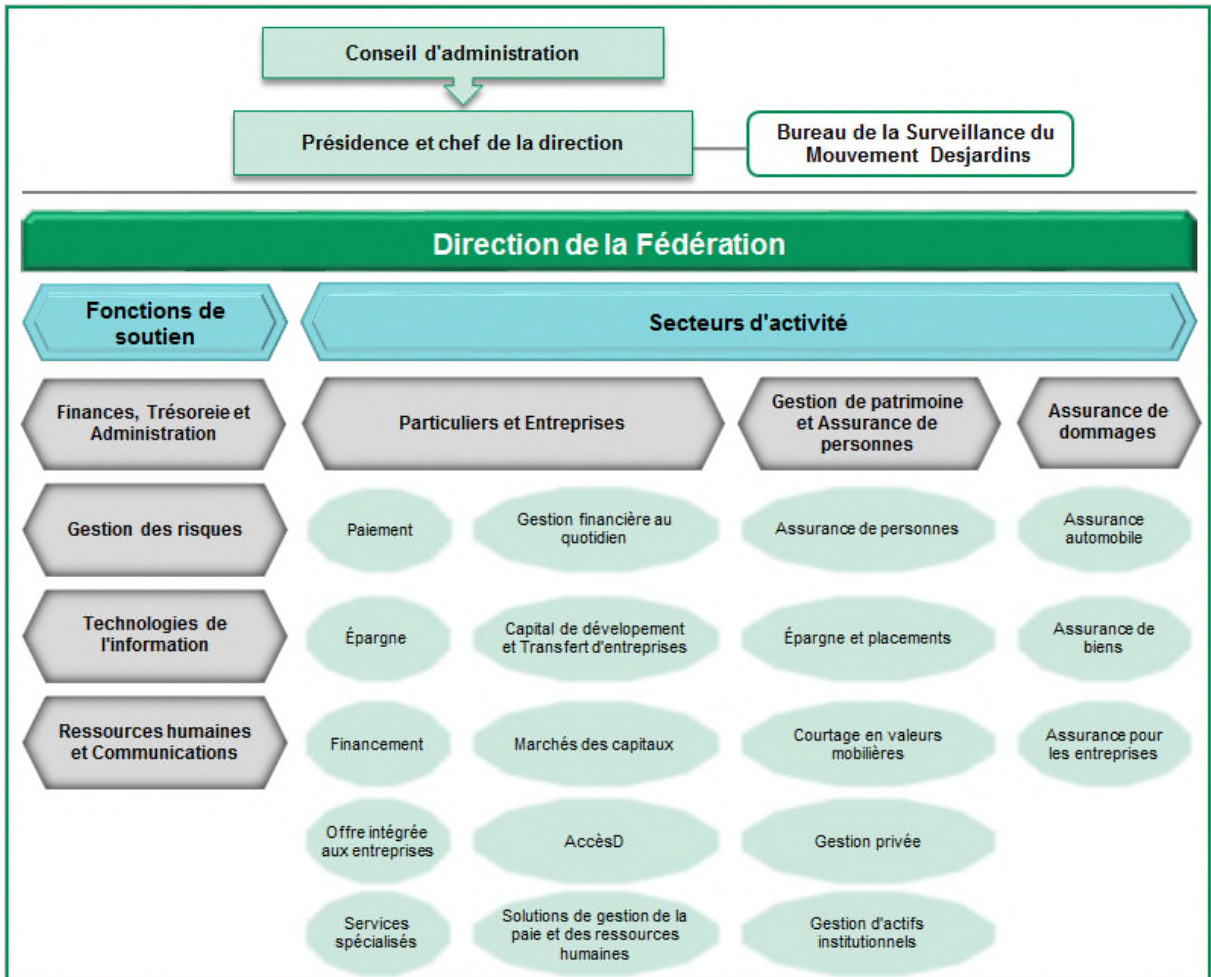 Conseil d'administration
Présidence et chef de la direction
Bureau de la Surveillance du
Mouvement Desjardins
Direction de la Fédération
Fonctions de
soutien
Secteurs d'activité
Finances, Trésoreie et
Administration
Particuliers et Entreprises
Gestion de patrimoine
et Assurance de
personnes
Assurance de
dommages
Gestion des risques
Paiement
Gestion financière au
quotidien
Assurance de personnes
Assurance
automobile
Technologies de
l'information
Épargne
Capital de dévelopement
et Transfert d'entreprises
Épargne et placements
Assurance de
biens
Ressources humaines
et Communications
Financement
Marchés des capitaux
Courtage en valeurs
mobilières
Assurance pour
les entreprises
Offre intégrée
aux entreprises
AccèsD
Gestion privée
Services
spécialisés
Solutions de gestion de la
paie et des ressources
humaines
Gestion d'actifs
institutionnels